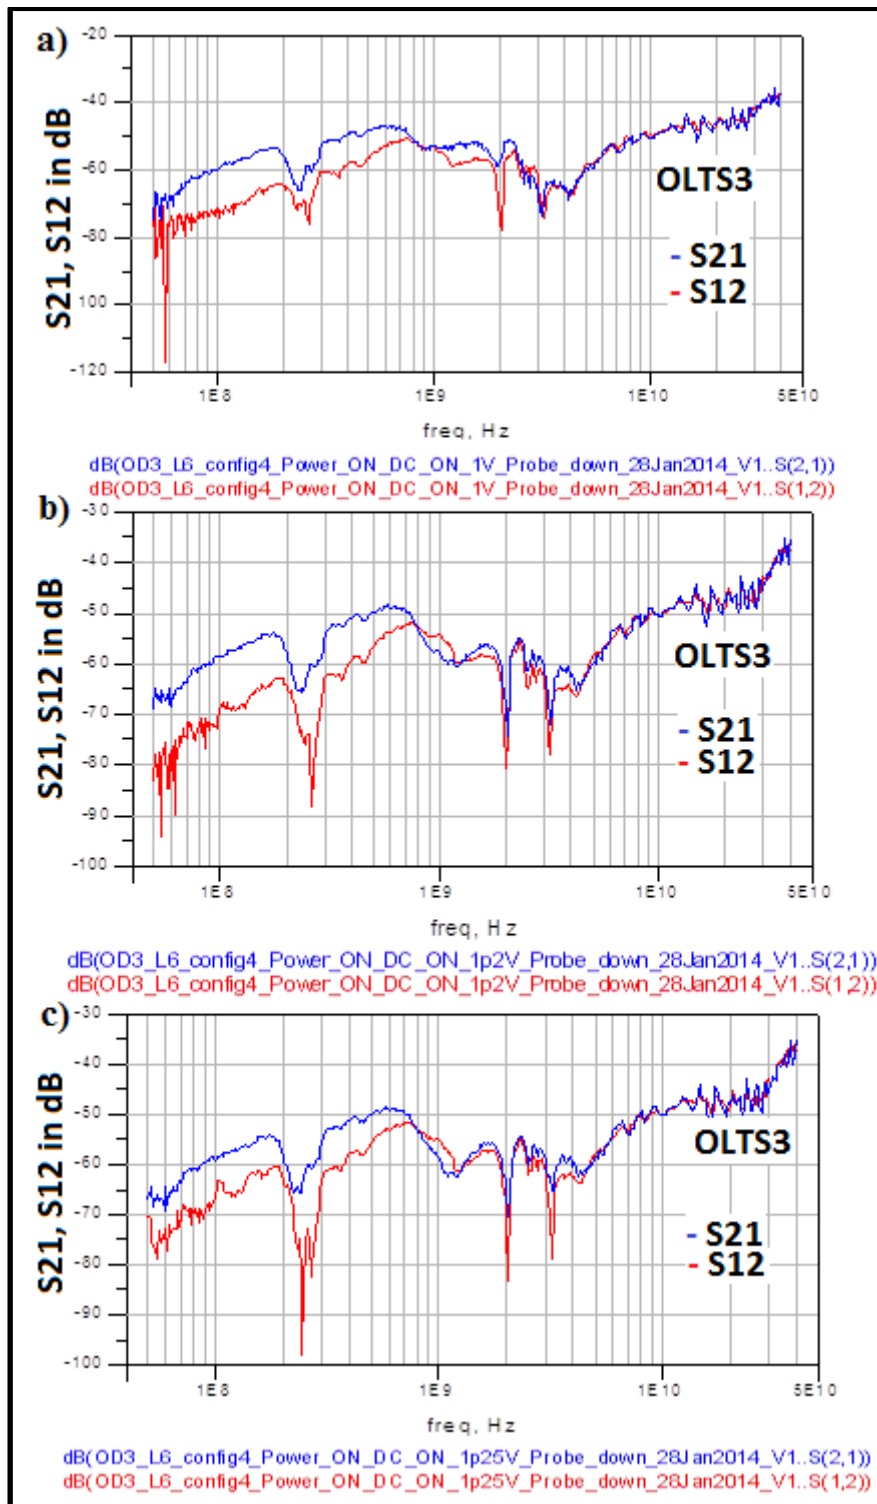 a)
S21, S12 in dB
-20
-40
-60
-80
-100
-120
OLTS3
- S21
- S12
1E8 1E9 1E10 5E10
freq, Hz
dB(OD3_L6_config4_Power_ON_DC_ON_1V_Probe_down_28Jan2014_V1..S(2,1))
dB(OD3_L6_config4_Power_ON_DC_ON_1V_Probe_down_28Jan2014_V1..S(1,2))
b)
S21, S12 in dB
-30
-40
-50
-60
-70
-80
-90
-100
OLTS3
- S21
- S12
1E8 1E9 1E10 5E10
freq, Hz
dB(OD3_L6_config4_Power_ON_DC_ON_1p2V_Probe_down_28Jan2014_V1..S(2,1))
dB(OD3_L6_config4_Power_ON_DC_ON_1p2V_Probe_down_28Jan2014_V1..S(1,2))
c)
S21, S12 in dB
-30
-40
-50
-60
-70
-80
-90
-100
OLTS3
- S21
- S12
1E8 1E9 1E10 5E10
freq, Hz
dB(OD3_L6_config4_Power_ON_DC_ON_1p25V_Probe_down_28Jan2014_V1..S(2,1))
dB(OD3_L6_config4_Power_ON_DC_ON_1p25V_Probe_down_28Jan2014_V1..S(1,2))